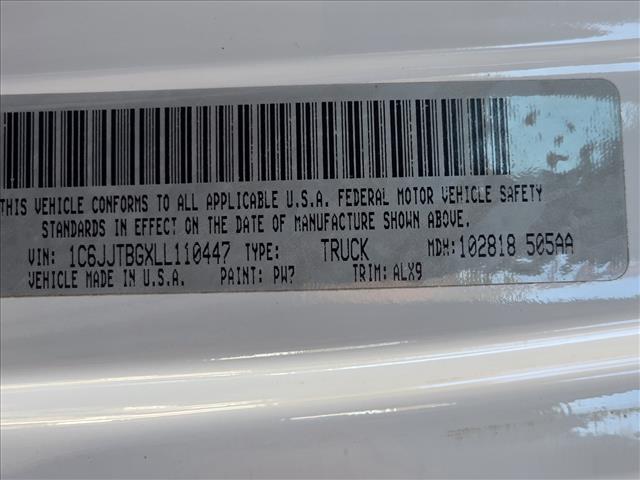 THIS VEHICLE CONFORMS TO ALL APPLICABLE U.S.A. FEDERAL MOTOR VEHICLE SAFETY
STANDARDS IN EFFECT ON THE DATE OF MANUFACTURE SHOWN ABOVE.
VIN: 1C6JJTBGXLL110447 TYPE: TRUCK MDH: 102818 505AA
VEHICLE MADE IN U.S.A. PAINT: PW7 TRIM: ALX9